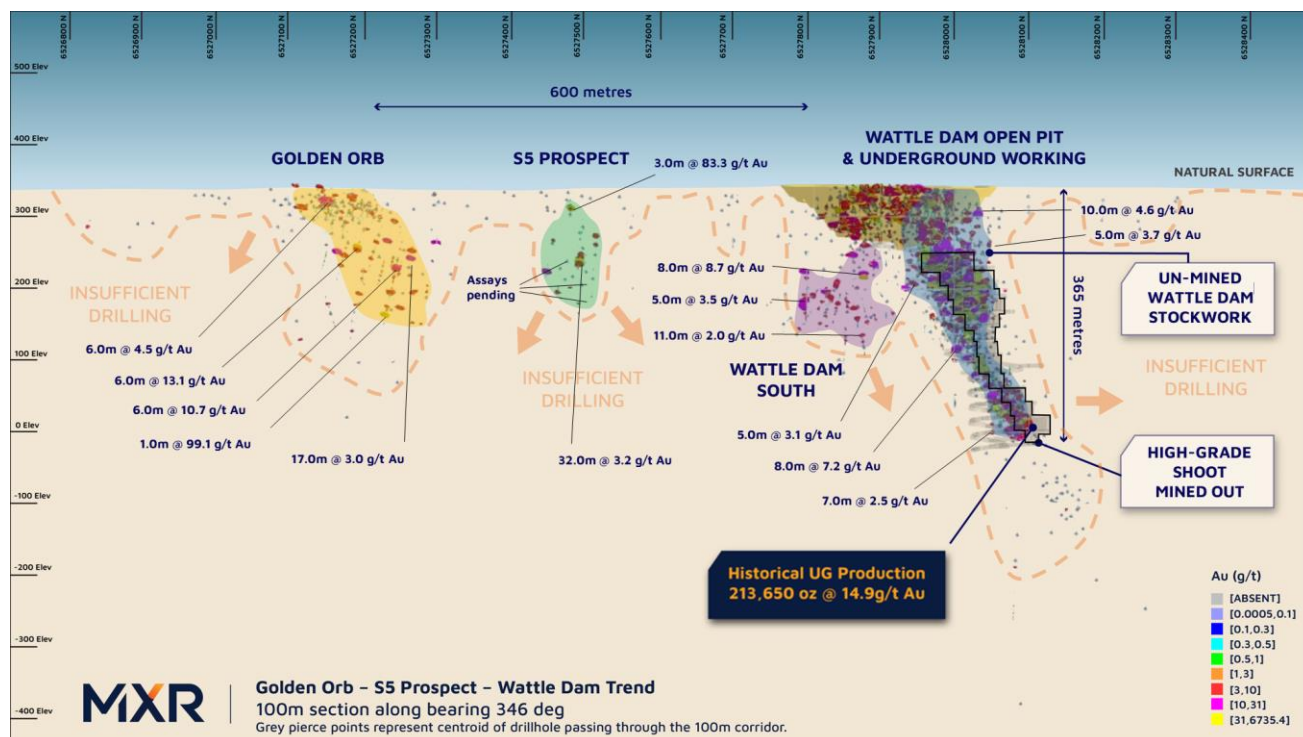 6526800 N
6526900 N
6527000 N
6527100 N
6527200 N
6527300 N
6527400 N
6527500 N
6527600 N
6527700 N
6527800 N
6527900 N
6528000 N
6528100 N
6528200 N
6528300 N
6528400 N
500 Elev
400 Elev
300 Elev
200 Elev
100 Elev
0 Elev
-100 Elev
-200 Elev
-300 Elev
-400 Elev
600 metres
GOLDEN ORB
S5 PROSPECT
WATTLE DAM OPEN PIT
& UNDERGROUND WORKING
NATURAL SURFACE
3.0m @ 83.3 g/t Au
10.0m @ 4.6 g/t Au
5.0m @ 3.7 g/t Au
8.0m @ 8.7 g/t Au
5.0m @ 3.5 g/t Au
11.0m @ 2.0 g/t Au
Assays
pending
INSUFFICIENT
DRILLING
UN-MINED
WATTLE DAM
STOCKWORK
365 metres
6.0m @ 4.5 g/t Au
6.0m @ 13.1 g/t Au
6.0m @ 10.7 g/t Au
1.0m @ 99.1 g/t Au
17.0m @ 3.0 g/t Au
INSUFFICIENT
DRILLING
32.0m @ 3.2 g/t Au
WATTLE DAM
SOUTH
5.0m @ 3.1 g/t Au
8.0m @ 7.2 g/t Au
7.0m @ 2.5 g/t Au
INSUFFICIENT
DRILLING
HIGH-GRADE
SHOOT
MINED OUT
Historical UG Production
213,650 oz @ 14.9g/t Au
Au (g/t)
[ABSENT]
[0.0005,0.1]
[0.1,0.3]
[0.3,0.5]
[0.5,1]
[1,3]
[3,10]
[10,31]
[31,6735.4]
MXR
Golden Orb – S5 Prospect – Wattle Dam Trend
100m section along bearing 346 deg
Grey pierce points represent centroid of drillhole passing through the 100m corridor.